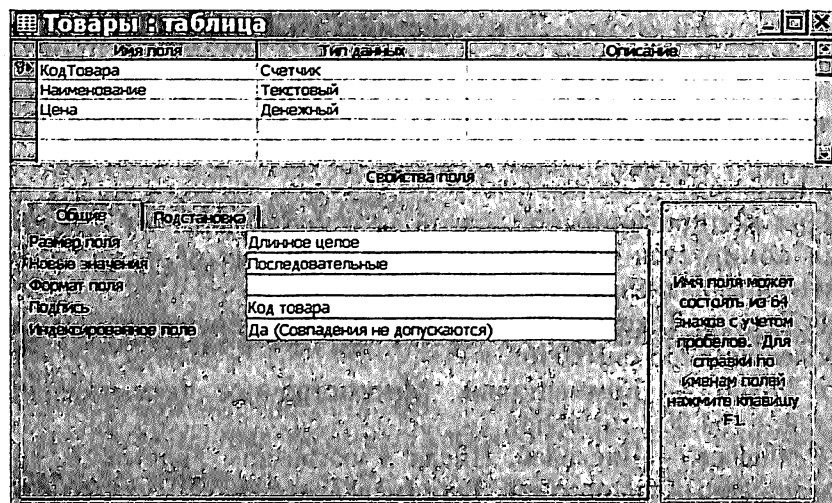 Товары : таблица
Имя поля Тип данных Описание
КодТовара Счетчик
Наименование Текстовый
Цена Денежный
Свойства поля
Общие Подстановка
Размер поля Длинное целое
Новые значения Последовательные
Формат поля
Подпись Код товара
Индексированное поле Да (Совпадения не допускаются)
Имя поля может
состоять из 64
знаков с учетом
пробелов. Для
справки по
именам полей
нажмите клавишу
F1.